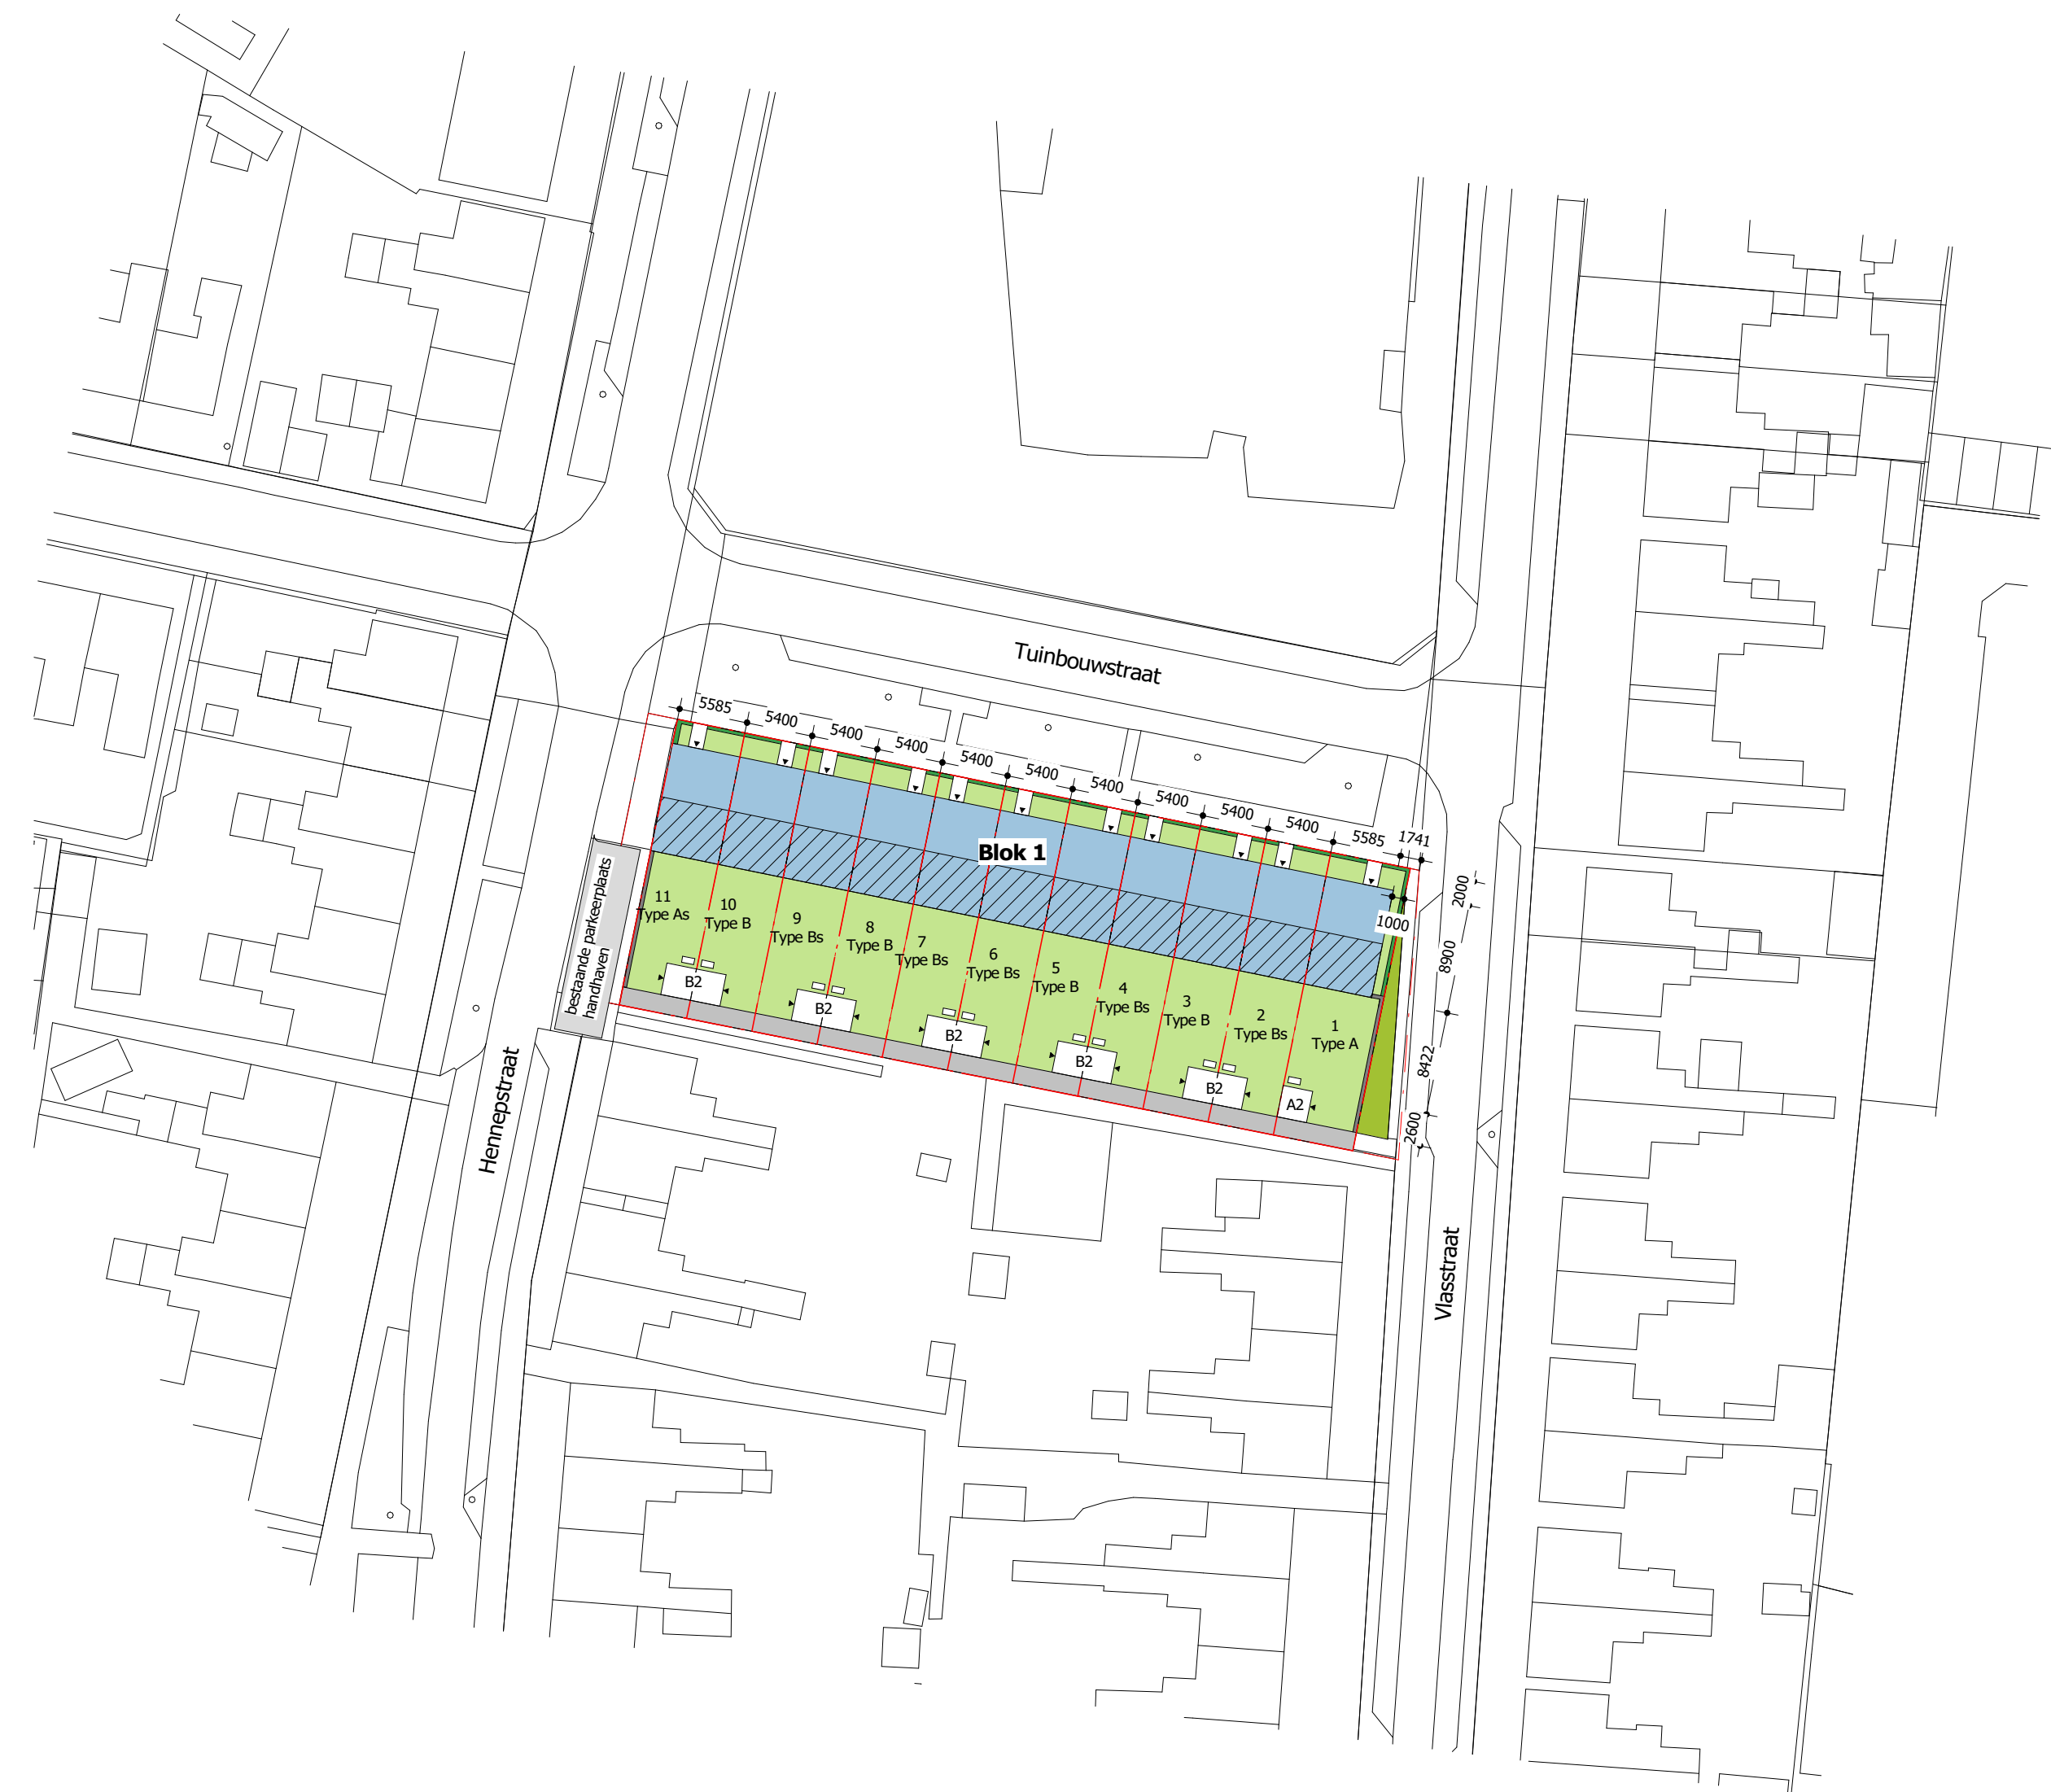 Tuinbouwstraat
5585
5400
5400
5400
5400
5400
5400
5400
5400
5400
5585
1741
Blok 1
2000
1000
8900
8422
2600
11
Type As
10
Type B
9
Type Bs
8
Type B
7
Type Bs
6
Type Bs
5
Type B
4
Type Bs
3
Type B
2
Type Bs
1
Type A
B2
B2
B2
B2
B2
A2
bestaande parkeerplaats
handhaven
Hennepstraat
Vlasstraat